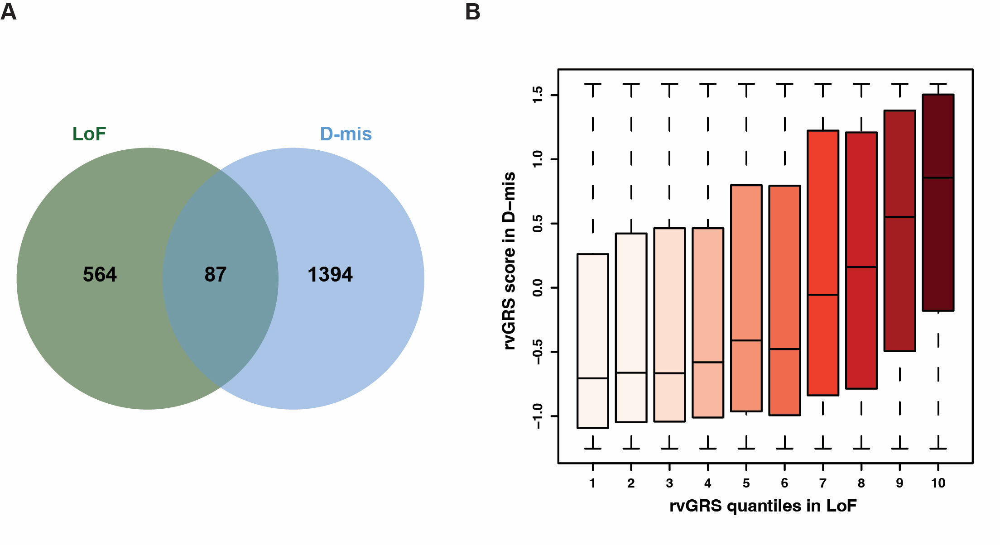 A
B
LoF
D-mis
564
87
1394
rvGRS score in D−mis
1.5
1.0
0.5
0.0
−0.5
−1.0
1 2 3 4 5 6 7 8 9 10
rvGRS quantiles in LoF